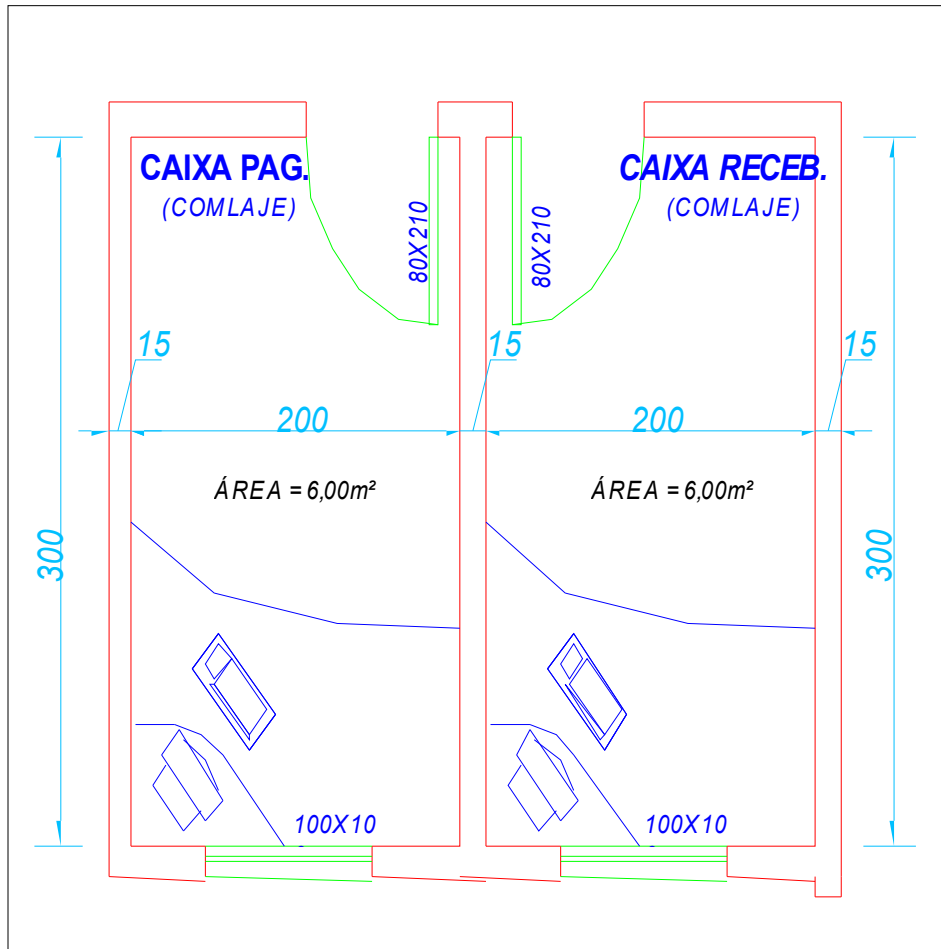 CAIXA PAG.
(COMLAJE)
80X210
80X210
CAIXA RECEB.
(COMLAJE)
15
15
15
200
200
ÁREA = 6,00m²
ÁREA = 6,00m²
300
300
100X10
100X10